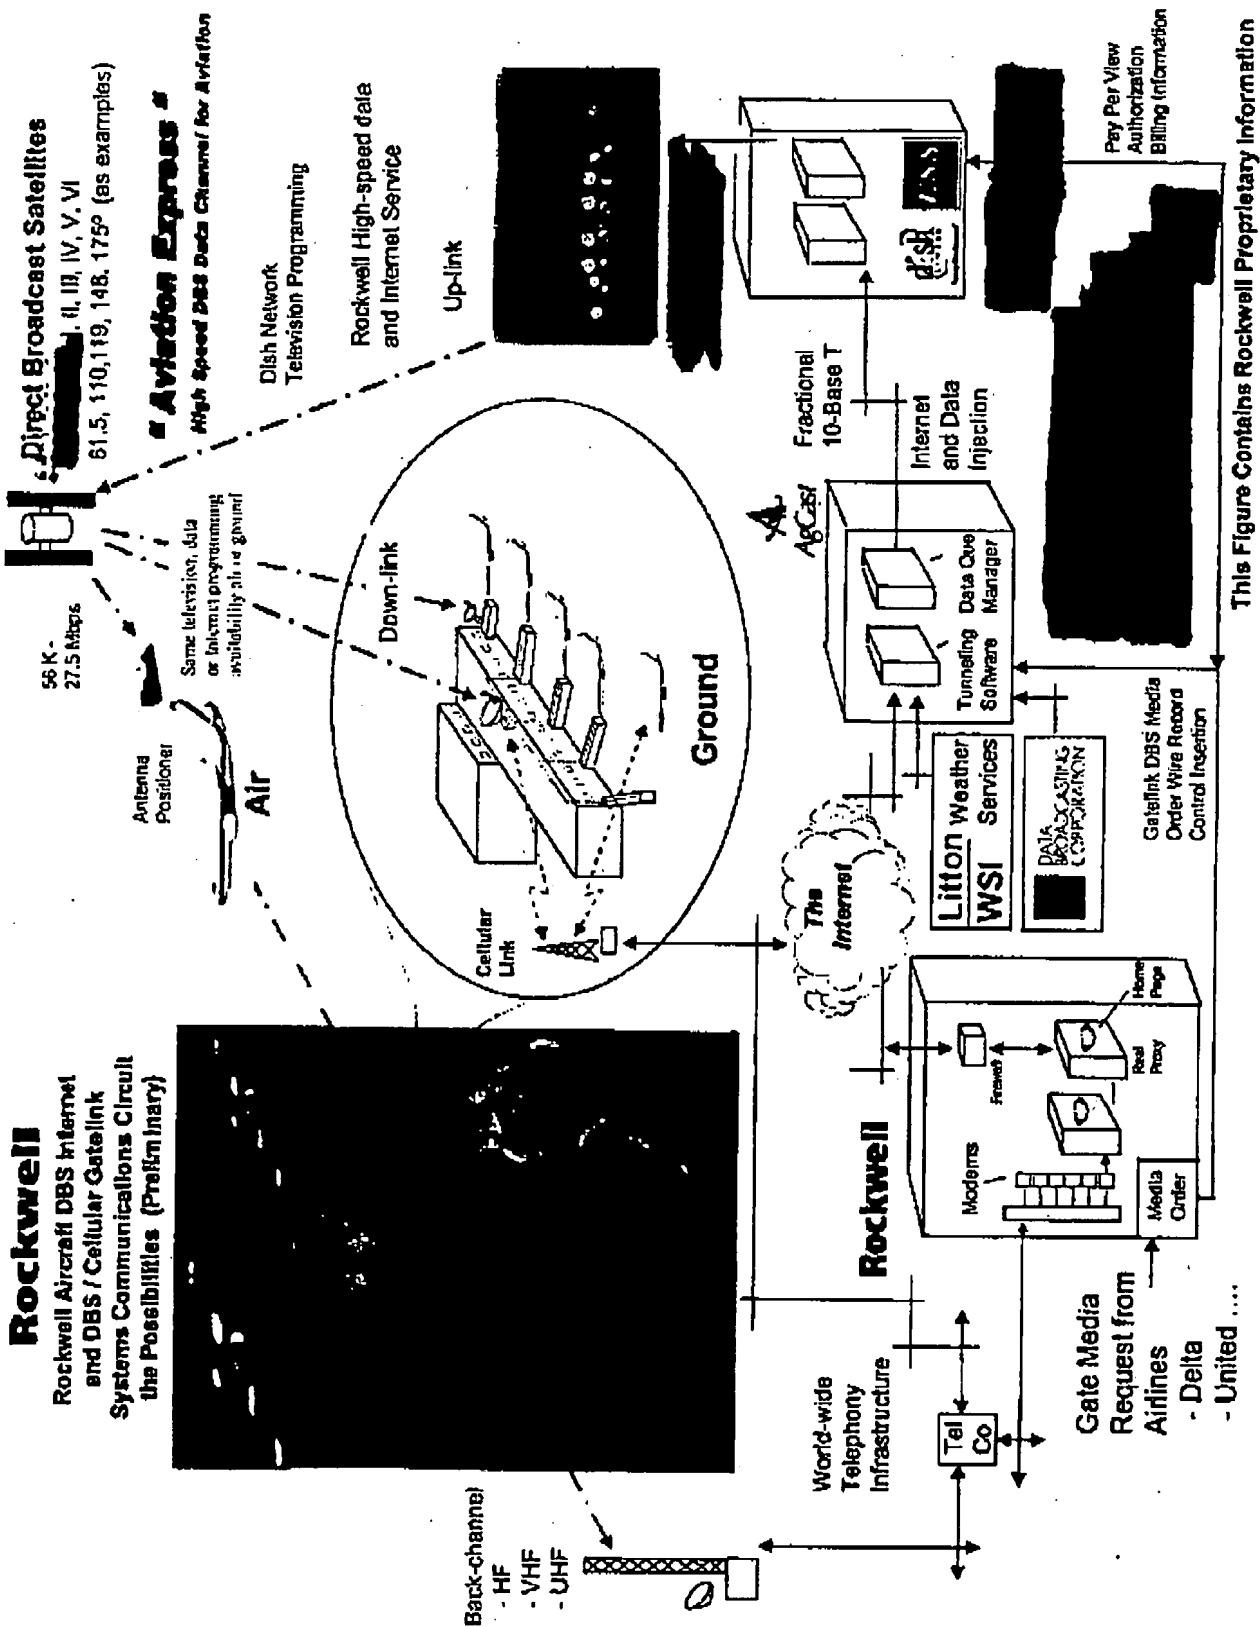 Rockwell
Rockwell Aircraft DBS Internet
and DBS / Cellular Gatelink
Systems Communications Circuit
the Possibilities (Preliminary)
Direct Broadcast Satellites
I, II, III, IV, V, VI
61.5, 110,119, 148, 175º (as examples)
" Aviation Express "
High Speed DBS Data Channel for Aviation
56 K -
27.5 Mbps
Antenna
Positioner
Air
Same television, data
or Internet programming
availability air or ground
Dish Network
Television Programming
Rockwell High-speed data
and Internet Service
Up-link
Down-link
Ground
Cellular
Link
Back-channel
- HF
- VHF
- UHF
World-wide
Telephony
Infrastructure
Tel
Co
Rockwell
Modems
Firewall
Real
Proxy
Home
Page
Media
Order
Gate Media
Request from
Airlines
- Delta
- United ....
The
Internet
Litton Weather
WSI Services
DATA
BROADCASTING
CORPORATION
AgCast
Tunneling
Software
Data Que
Manager
Fractional
10-Base T
Internet
and Data
Injection
dish
Gatelink DBS Media
Order Wire Record
Control Insertion
Pay Per View
Authorization
Billing Information
This Figure Contains Rockwell Proprietary Information